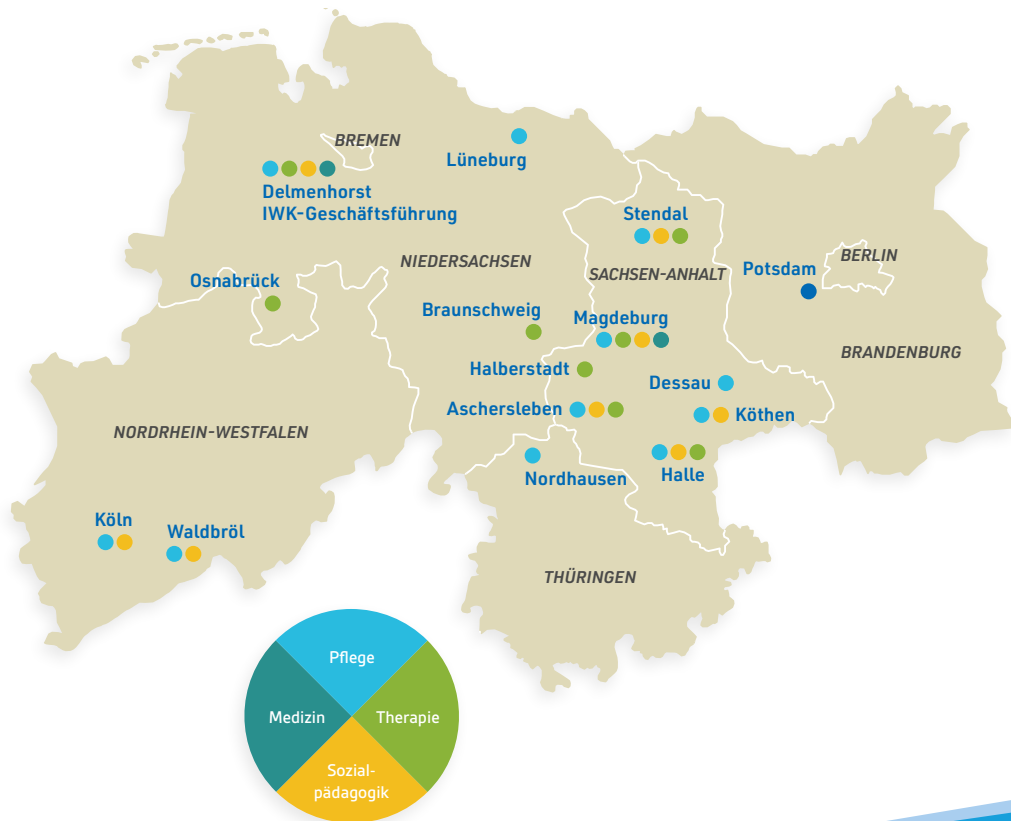 BREMEN
Lüneburg
Delmenhorst
IWK-Geschäftsführung
Stendal
NIEDERSACHSEN
SACHSEN-ANHALT
Potsdam
BERLIN
Osnabrück
Braunschweig
Magdeburg
BRANDENBURG
Halberstadt
Dessau
Aschersleben
Köthen
NORDRHEIN-WESTFALEN
Nordhausen
Halle
Köln
Waldbröl
THÜRINGEN
Pflege
Medizin
Therapie
Sozial-
pädagogik